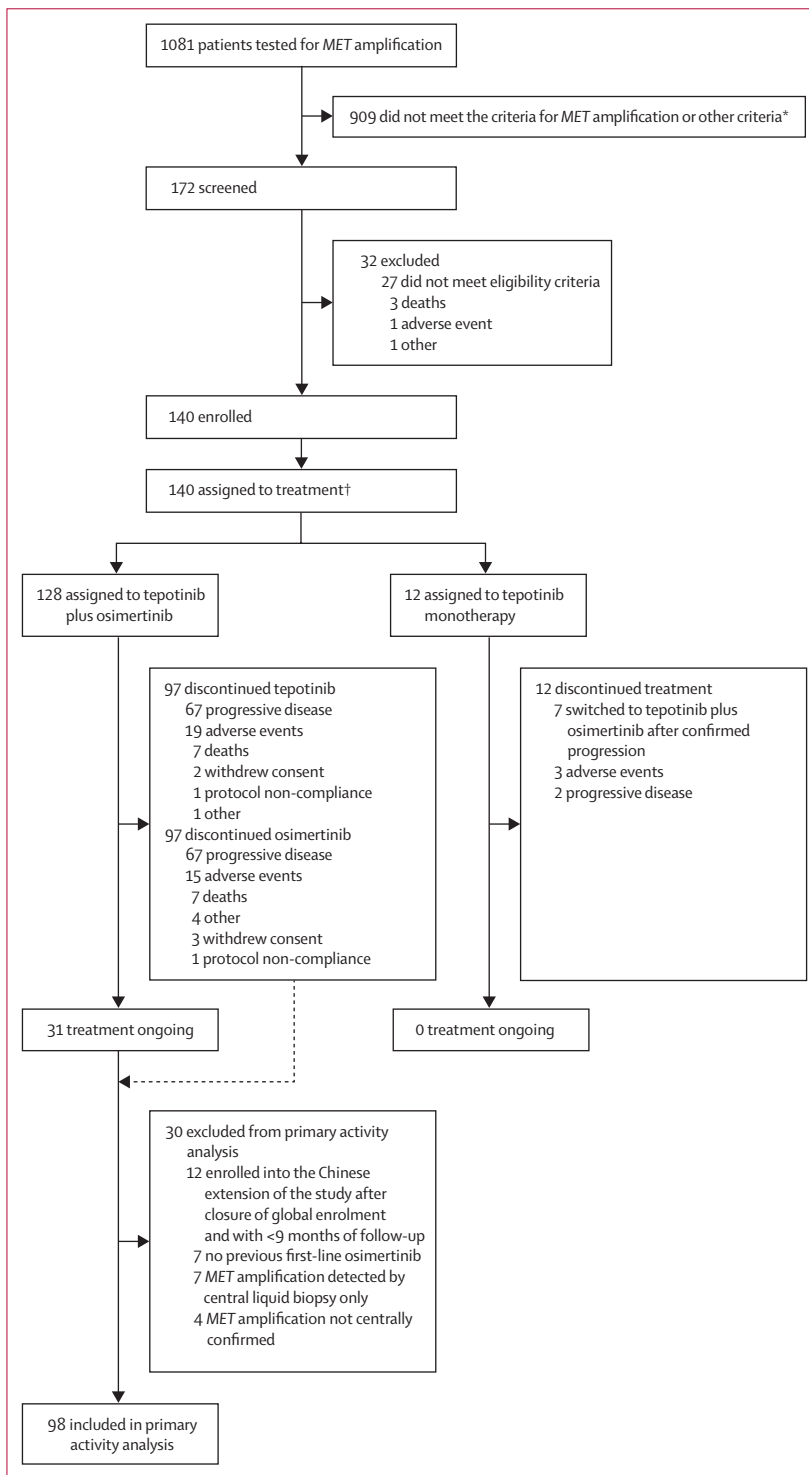 1081 patients tested for MET amplification
909 did not meet the criteria for MET amplification or other criteria*
172 screened
32 excluded
27 did not meet eligibility criteria
3 deaths
1 adverse event
1 other
140 enrolled
140 assigned to treatment†
128 assigned to tepotinib
plus osimertinib
12 assigned to tepotinib
monotherapy
97 discontinued tepotinib
67 progressive disease
19 adverse events
7 deaths
2 withdrew consent
1 protocol non-compliance
1 other
97 discontinued osimertinib
67 progressive disease
15 adverse events
7 deaths
4 other
3 withdrew consent
1 protocol non-compliance
12 discontinued treatment
7 switched to tepotinib plus
osimertinib after confirmed
progression
3 adverse events
2 progressive disease
31 treatment ongoing
0 treatment ongoing
30 excluded from primary activity
analysis
12 enrolled into the Chinese
extension of the study after
closure of global enrolment
and with <9 months of follow-up
7 no previous first-line osimertinib
7 MET amplification detected by
central liquid biopsy only
4 MET amplification not centrally
confirmed
98 included in primary
activity analysis